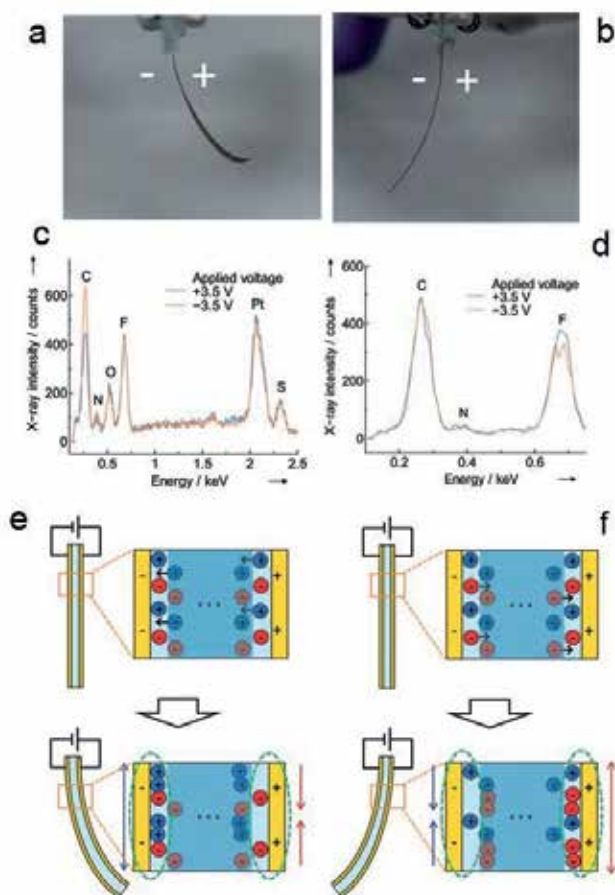 a
b
- +
- +
c
d
X-ray intensity / counts
600
400
200
0
C
N
O
F
Pt
S
Applied voltage
+3.5 V
−3.5 V
0.5
1
1.5
2
2.5
Energy / keV
X-ray intensity / counts
600
400
200
0
C
N
F
Applied voltage
+3.5 V
−3.5 V
0.2
0.4
0.6
Energy / keV
e
f